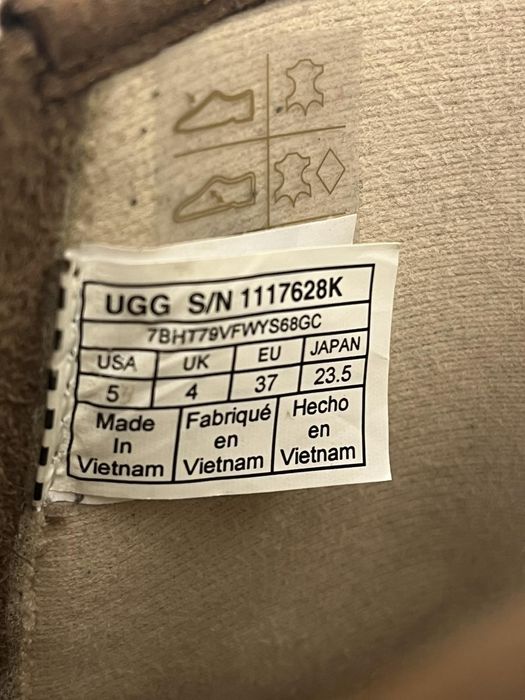 UGG S/N 1117628K
7BHT79VFWYS68GC
USA UK EU JAPAN
5 4 37 23.5
Made In Vietnam
Fabriqué en Vietnam
Hecho en Vietnam